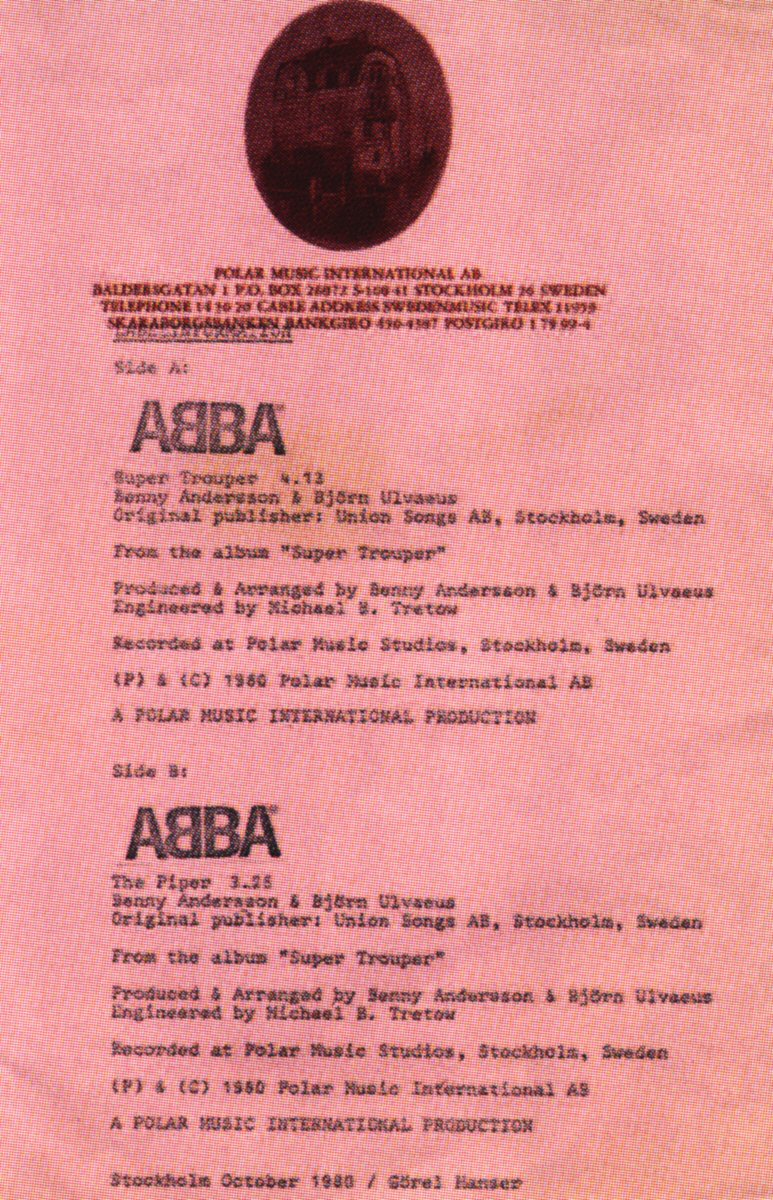 POLAR MUSIC INTERNATIONAL AB
BALDERSGATAN 1 P.O. BOX 26072 S-100 41 STOCKHOLM 26 SWEDEN
TELEPHONE 14 20 20 CABLE ADDRESS SWEDENMUSIC TELEX
SKARABORGSBANKEN BANKGIRO POSTGIRO 1 79 99-4
LABEL INFORMATION
Side A:
ABBA
Super Trouper 4.13
Benny Andersson & Björn Ulvaeus
Original publisher: Union Songs AB, Stockholm, Sweden
From the album "Super Trouper"
Produced & Arranged by Benny Andersson & Björn Ulvaeus
Engineered by Michael B. Tretow
Recorded at Polar Music Studios, Stockholm, Sweden
(P) & (C) 1980 Polar Music International AB
A POLAR MUSIC INTERNATIONAL PRODUCTION
Side B:
ABBA
The Piper 3.25
Benny Andersson & Björn Ulvaeus
Original publisher: Union Songs AB, Stockholm, Sweden
From the album "Super Trouper"
Produced & Arranged by Benny Andersson & Björn Ulvaeus
Engineered by Michael B. Tretow
Recorded at Polar Music Studios, Stockholm, Sweden
(P) & (C) 1980 Polar Music International AB
A POLAR MUSIC INTERNATIONAL PRODUCTION
Stockholm October 1980 / Görel Hanser